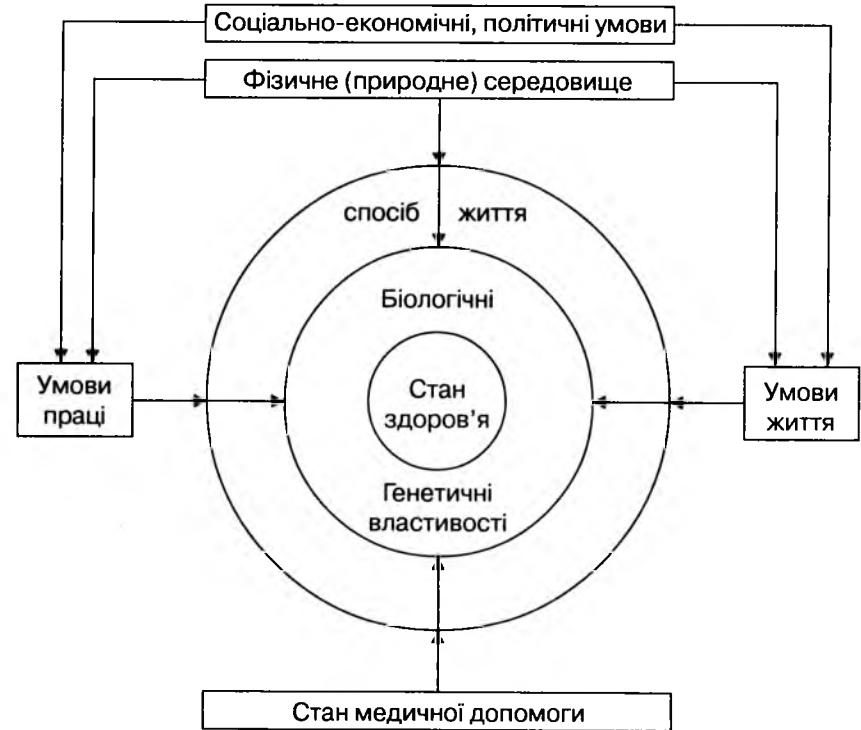 Соціально-економічні, політичні умови
Фізичне (природне) середовище
спосіб життя
Біологічні
Умови
праці
Стан
здоров’я
Умови
життя
Генетичні
властивості
Стан медичної допомоги